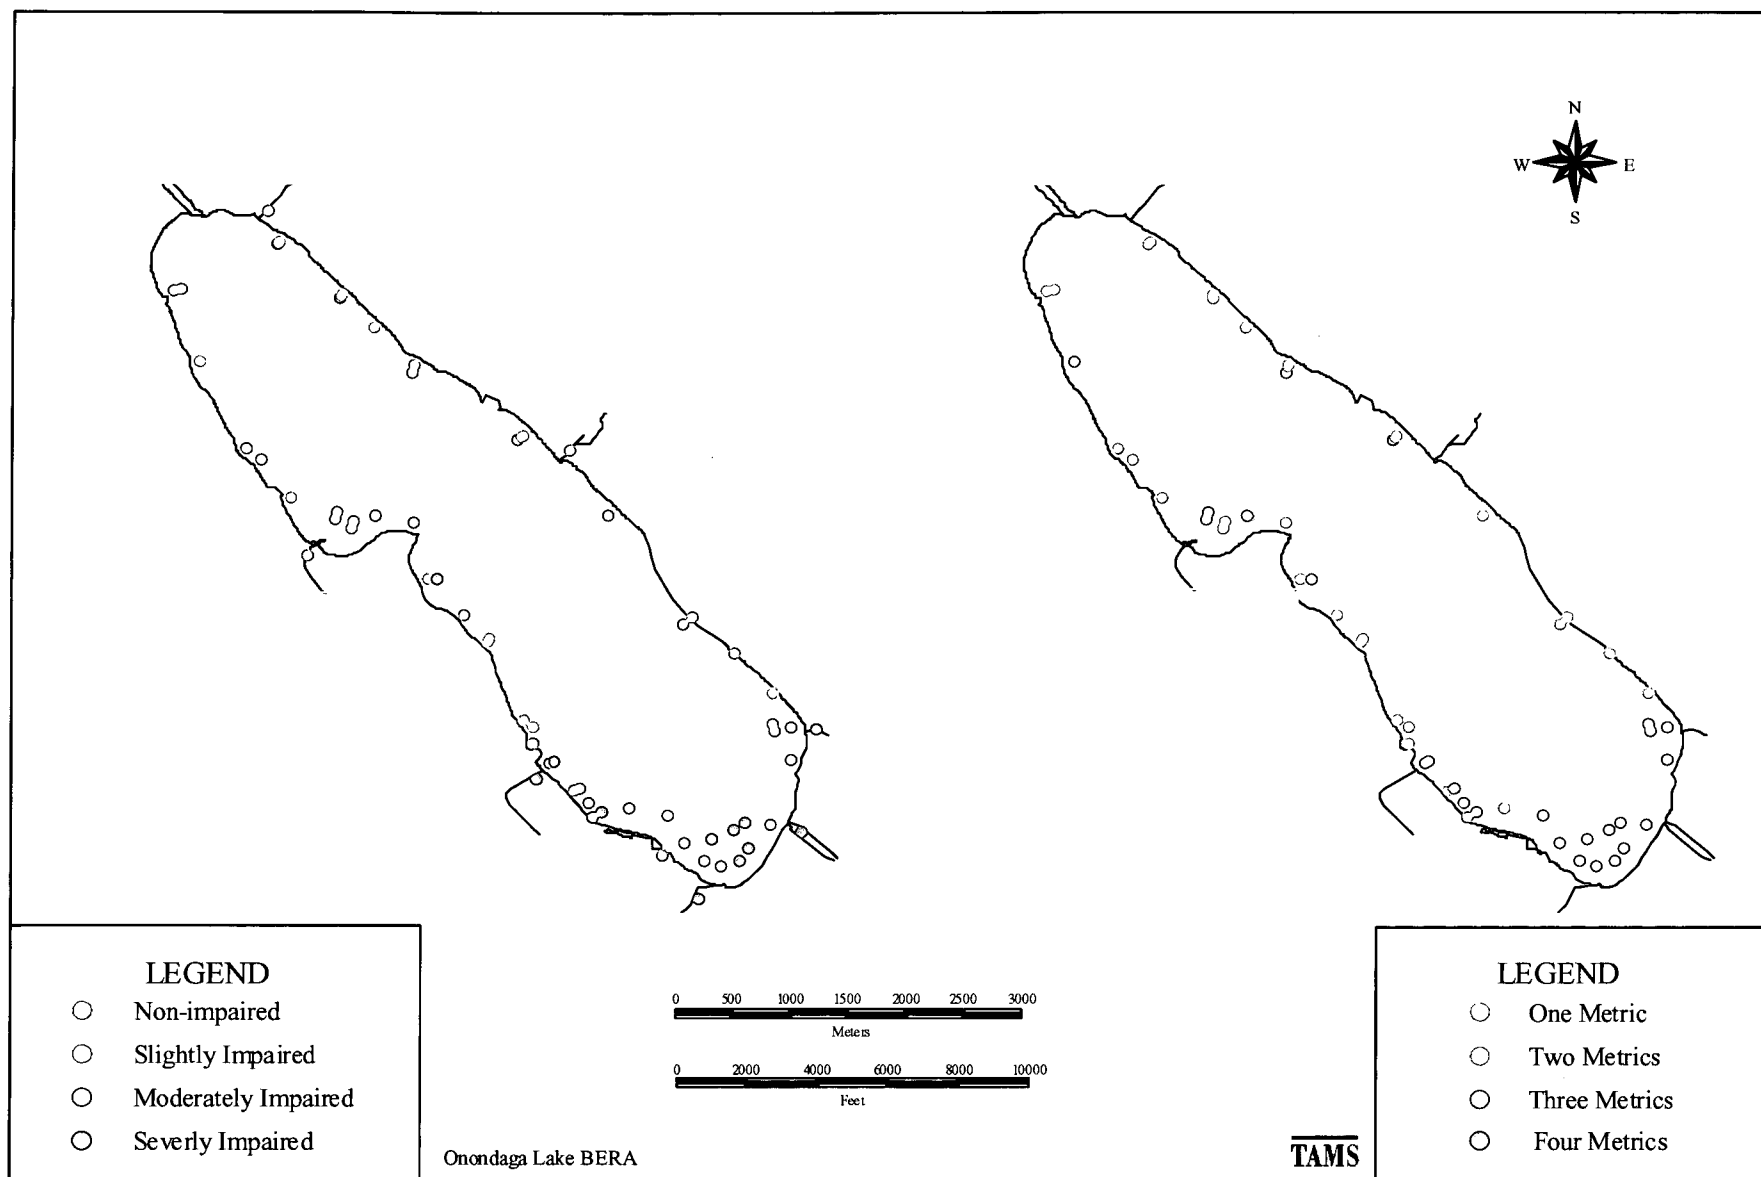 N
W E
S
LEGEND
Non-impaired
Slightly Impaired
Moderately Impaired
Severly Impaired
0 500 1000 1500 2000 2500 3000
Meters
0 2000 4000 6000 8000 10000
Feet
Onondaga Lake BERA
TAMS
LEGEND
One Metric
Two Metrics
Three Metrics
Four Metrics